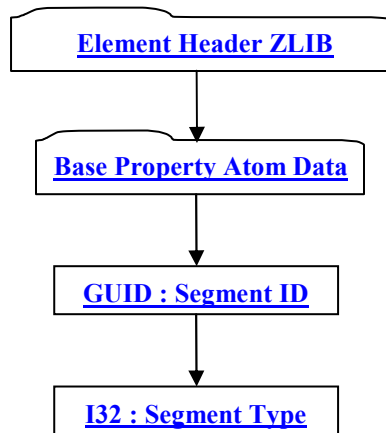 Element Header ZLIB
Base Property Atom Data
GUID : Segment ID
I32 : Segment Type